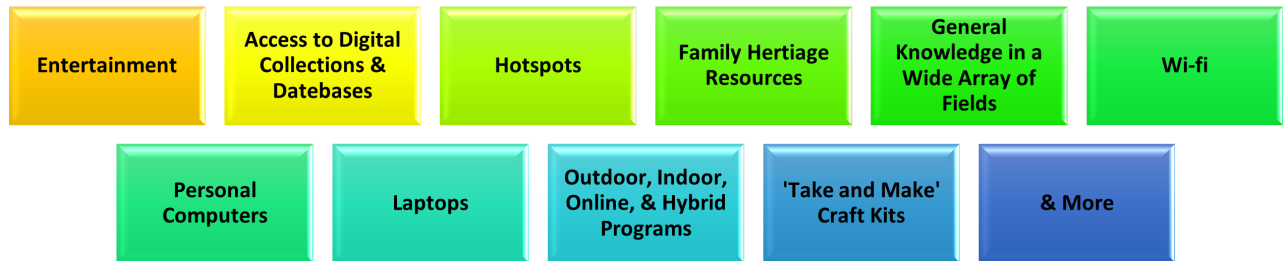 Entertainment
Access to Digital
Collections &
Datebases
Hotspots
Family Hertiage
Resources
General
Knowledge in a
Wide Array of
Fields
Wi-fi
Personal
Computers
Laptops
Outdoor, Indoor,
Online, & Hybrid
Programs
'Take and Make'
Craft Kits
& More